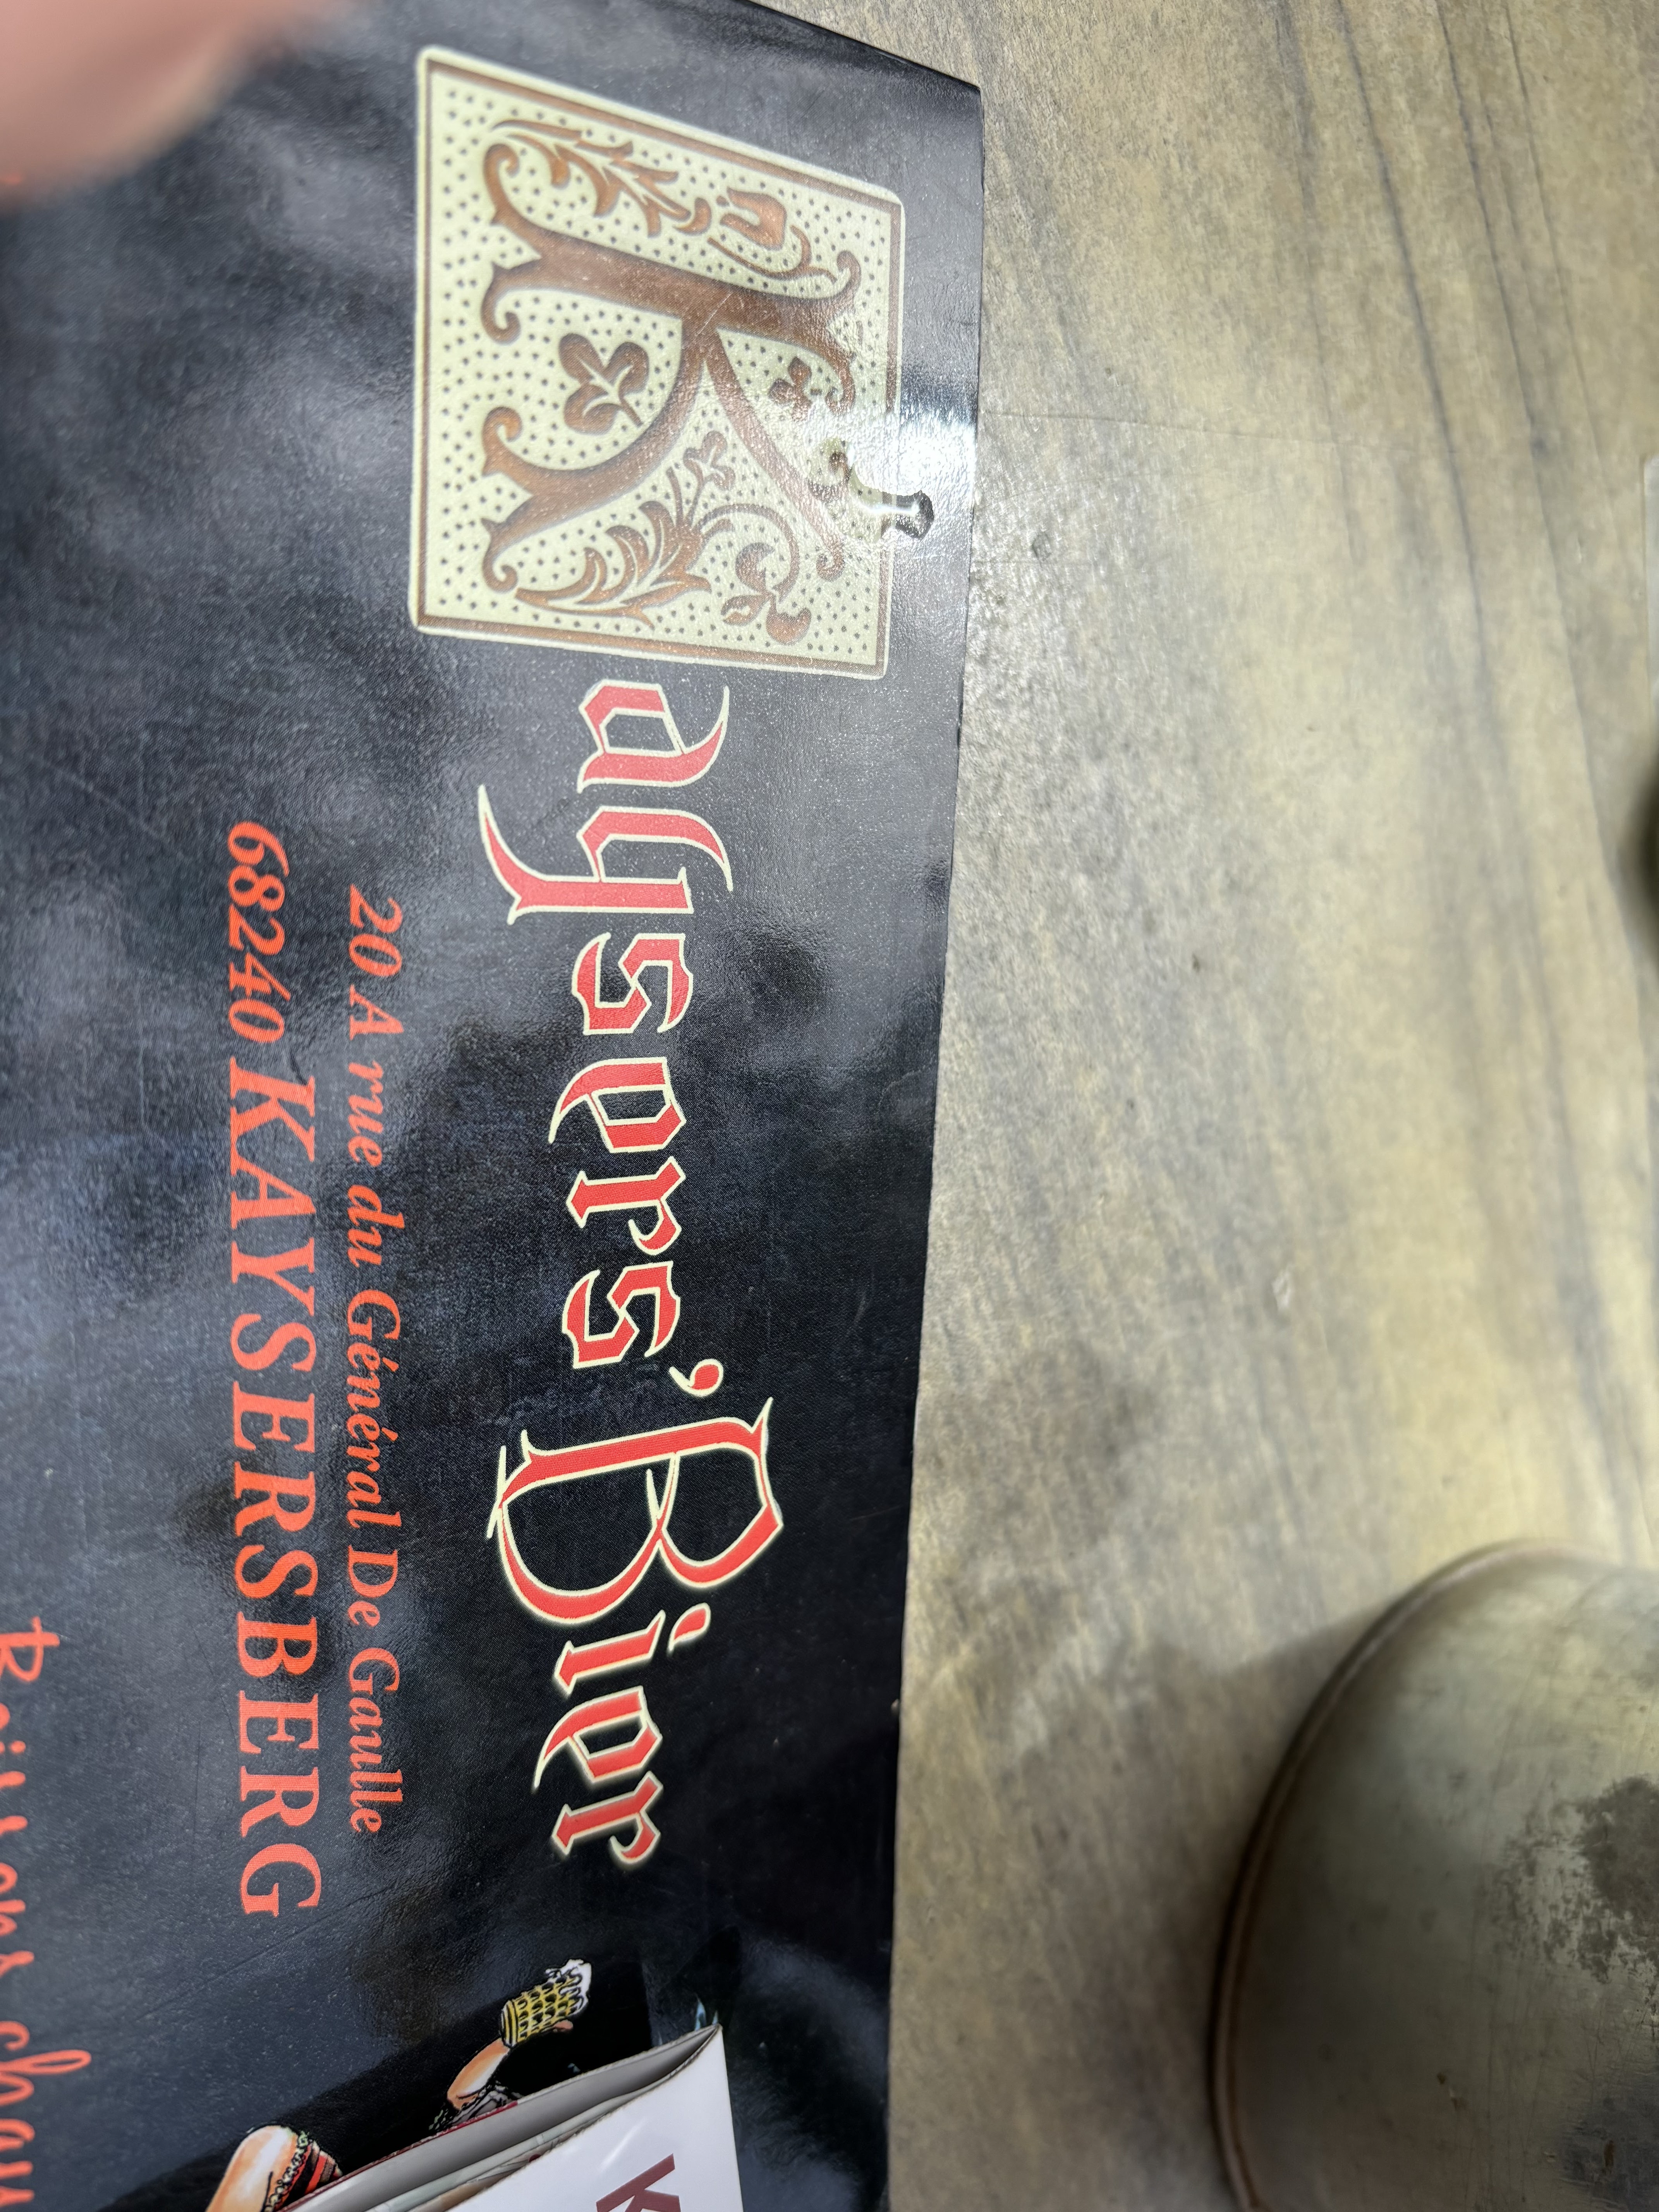 Kaysers'Bier
20 A rue du Général De Gaulle
68240 KAYSERSBERG